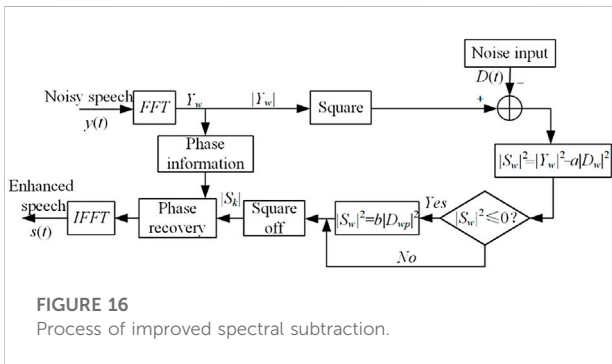 Noise input
D(t)
−
Noisy speech
y(t)
FFT
Y_w
|Y_w|
Square
+
Phase
information
|S_w|²=|Y_w|²-a|D_w|²
Enhanced
speech
s(t)
IFFT
Phase
recovery
|S_k|
Square
off
|S_w|²=b|D_wp|²
Yes
|S_w|²≤0?
No
FIGURE 16
Process of improved spectral subtraction.